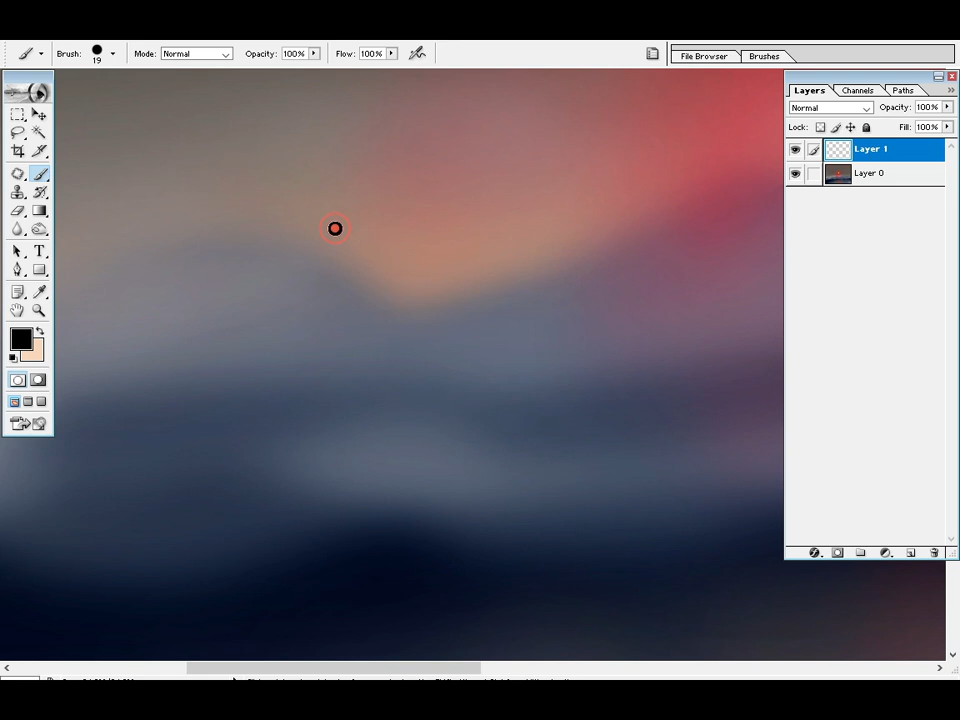 Brush: 19 Mode: Normal Opacity: 100% Flow: 100% File Browser Brushes
Layers Channels Paths
Normal Opacity: 100%
Lock: Fill: 100%
Layer 1
Layer 0
T